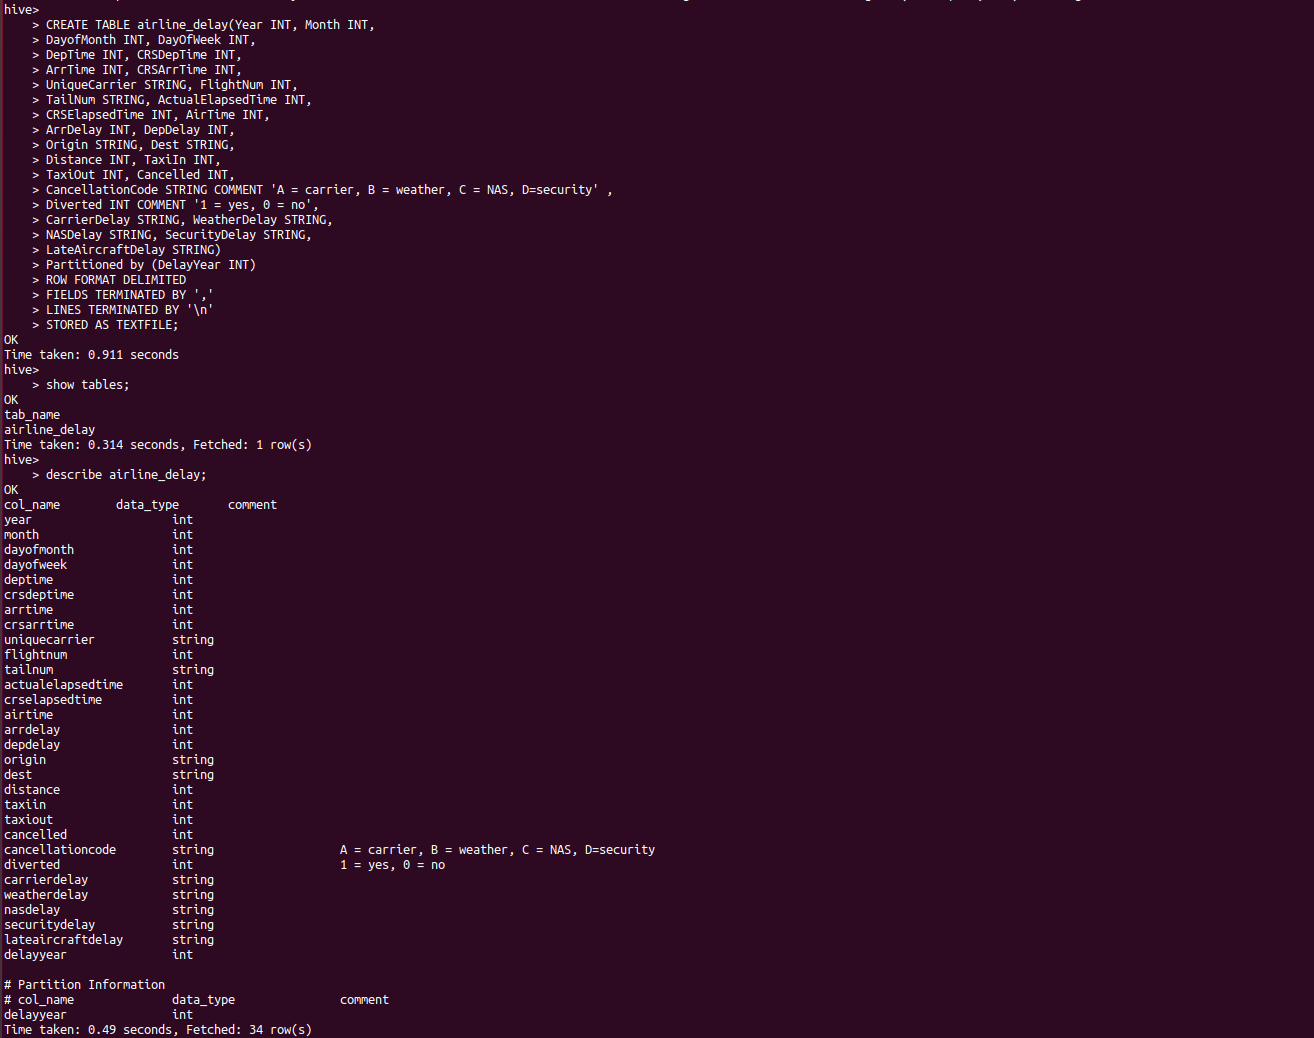 hive>
    > CREATE TABLE airline_delay(Year INT, Month INT,
    > DayofMonth INT, DayOfWeek INT,
    > DepTime INT, CRSDepTime INT,
    > ArrTime INT, CRSArrTime INT,
    > UniqueCarrier STRING, FlightNum INT,
    > TailNum STRING, ActualElapsedTime INT,
    > CRSElapsedTime INT, AirTime INT,
    > ArrDelay INT, DepDelay INT,
    > Origin STRING, Dest STRING,
    > Distance INT, TaxiIn INT,
    > TaxiOut INT, Cancelled INT,
    > CancellationCode STRING COMMENT 'A = carrier, B = weather, C = NAS, D=security' ,
    > Diverted INT COMMENT '1 = yes, 0 = no',
    > CarrierDelay STRING, WeatherDelay STRING,
    > NASDelay STRING, SecurityDelay STRING,
    > LateAircraftDelay STRING)
    > Partitioned by (DelayYear INT)
    > ROW FORMAT DELIMITED
    > FIELDS TERMINATED BY ','
    > LINES TERMINATED BY '\n'
    > STORED AS TEXTFILE;
OK
Time taken: 0.911 seconds
hive>
    > show tables;
OK
tab_name
airline_delay
Time taken: 0.314 seconds, Fetched: 1 row(s)
hive>
    > describe airline_delay;
OK
col_name        data_type       comment
year                    int
month                   int
dayofmonth              int
dayofweek               int
deptime                 int
crsdeptime              int
arrtime                 int
crsarrtime              int
uniquecarrier           string
flightnum               int
tailnum                 string
actualelapsedtime       int
crselapsedtime          int
airtime                 int
arrdelay                int
depdelay                int
origin                  string
dest                    string
distance                int
taxiin                  int
taxiout                 int
cancelled               int
cancellationcode        string                  A = carrier, B = weather, C = NAS, D=security
diverted                int                     1 = yes, 0 = no
carrierdelay            string
weatherdelay            string
nasdelay                string
securitydelay           string
lateaircraftdelay       string
delayyear               int

# Partition Information
# col_name              data_type               comment
delayyear               int
Time taken: 0.49 seconds, Fetched: 34 row(s)